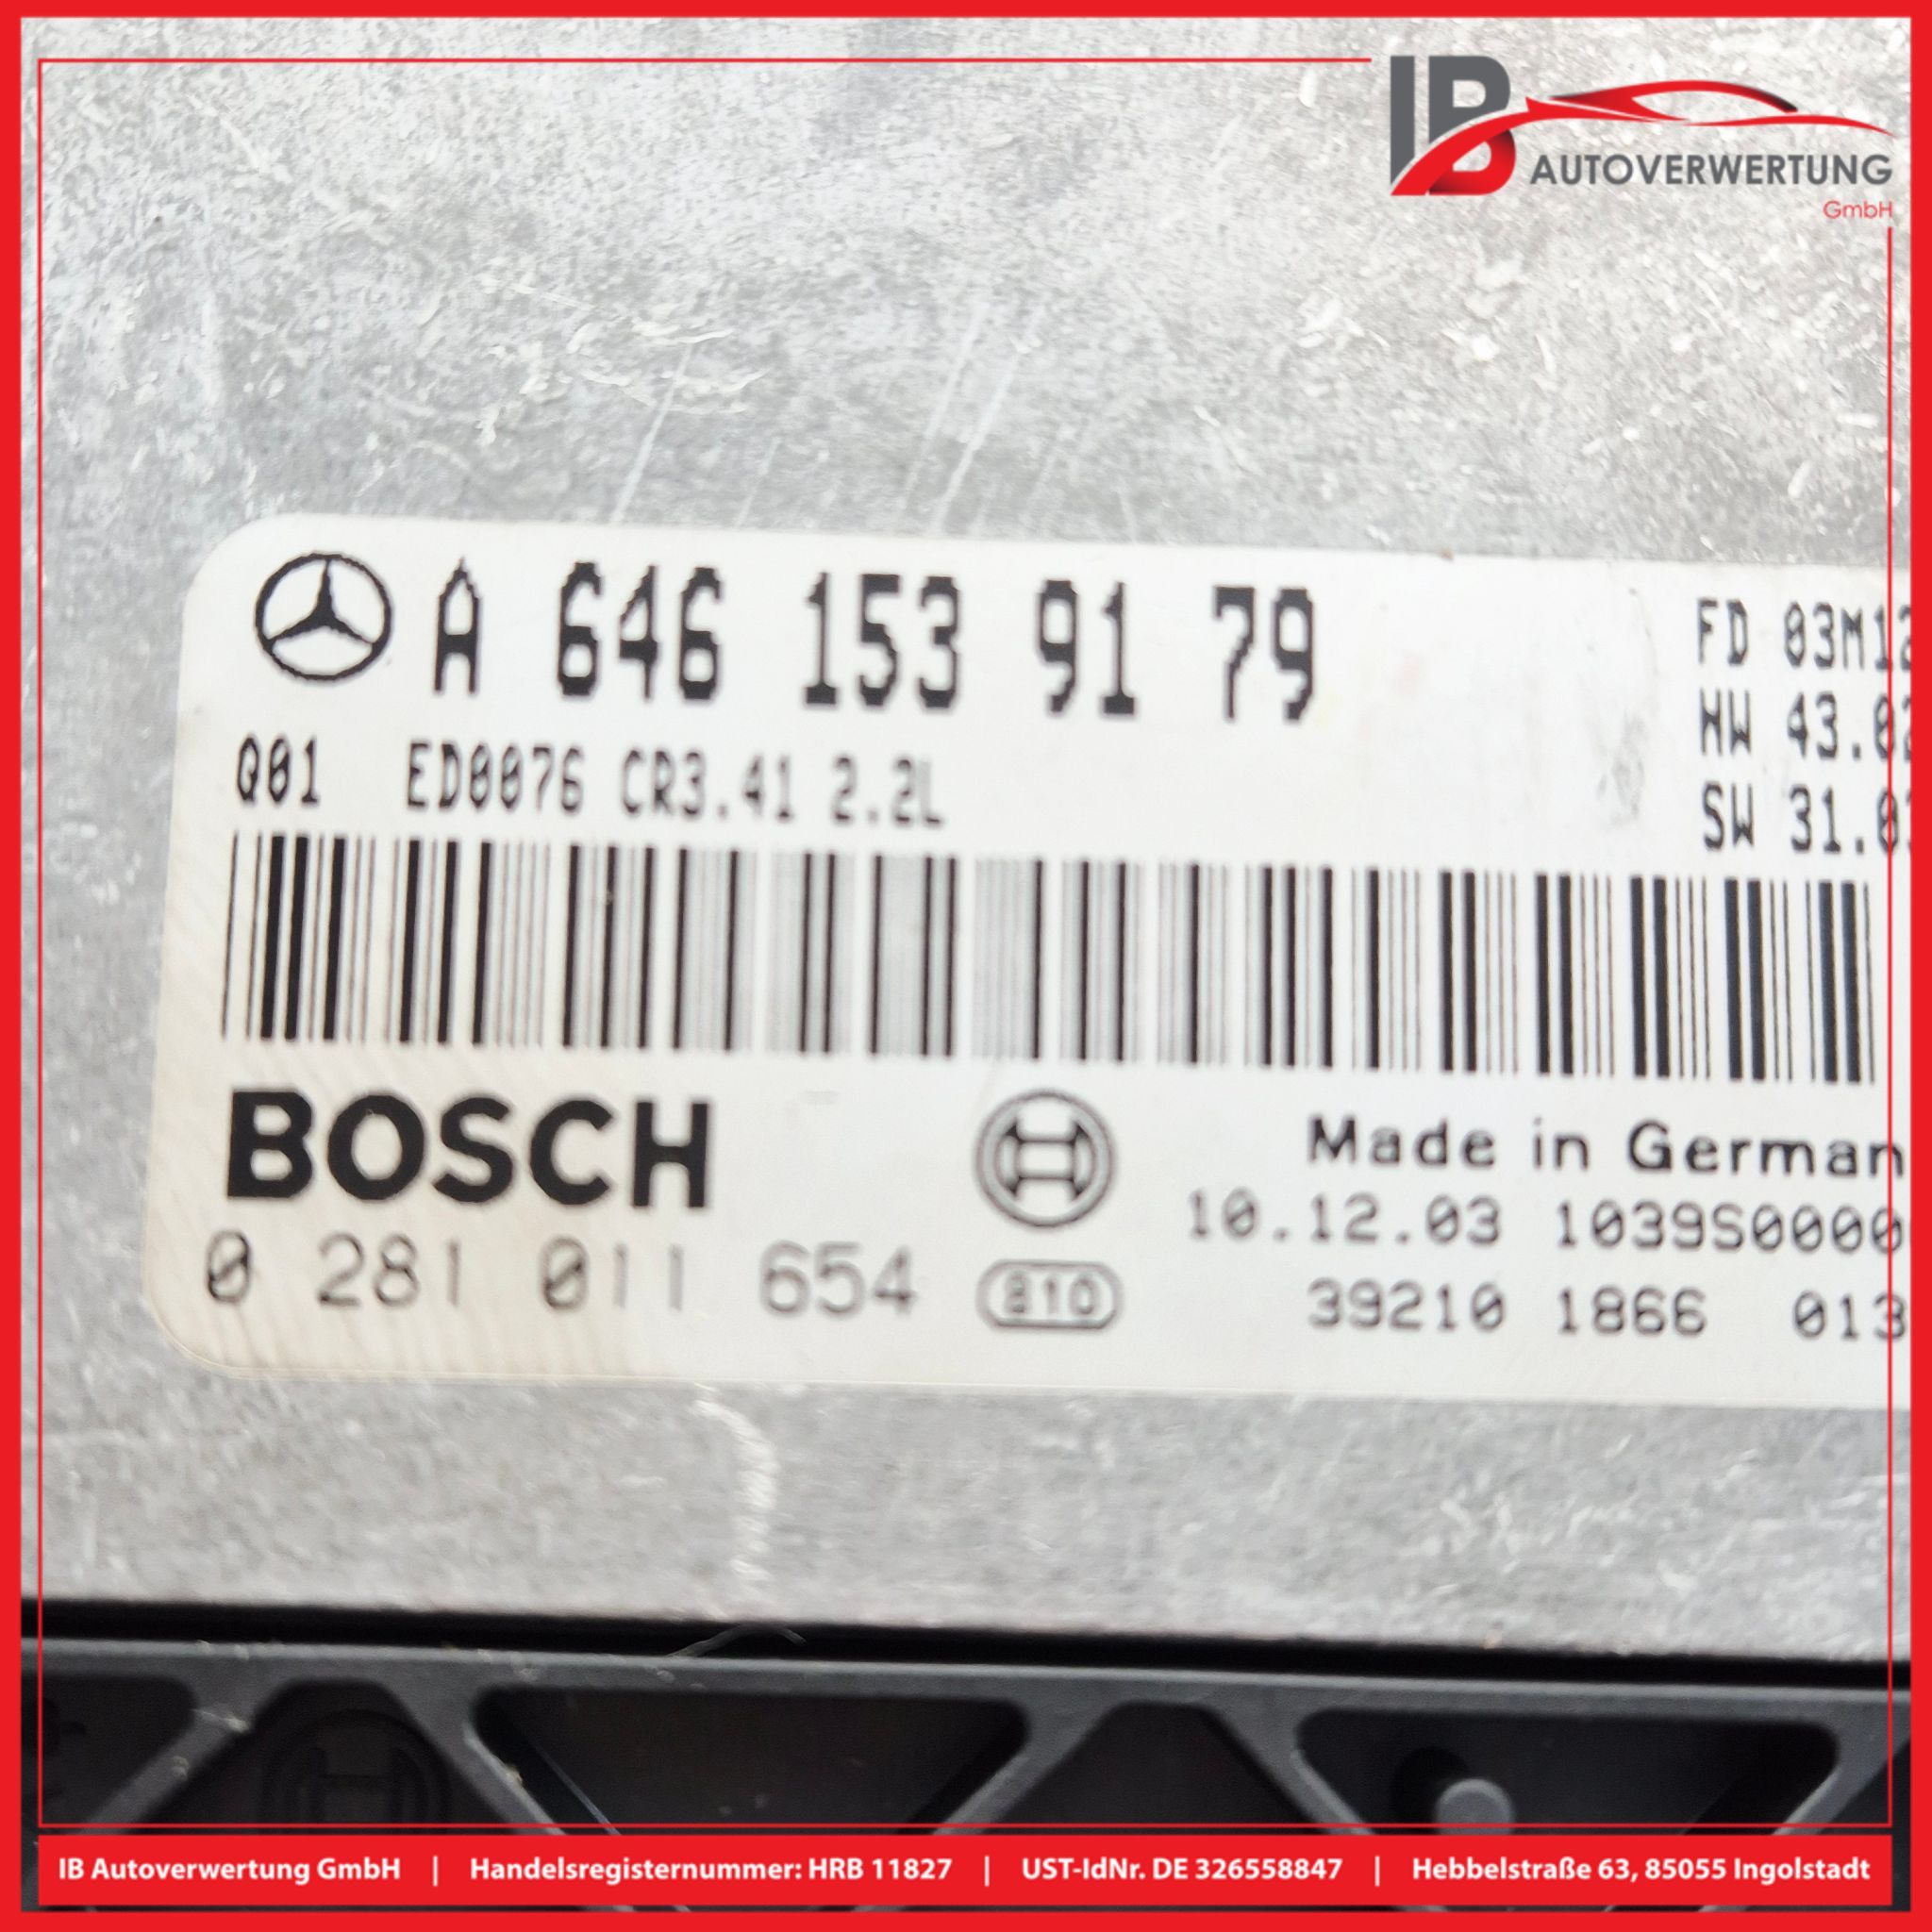 IB AUTOVERWERTUNG
GmbH
A 646 153 91 79
FD 03M12
Q01 ED0076 CR3.41 2.2L
HW 43.02
SW 31.03
BOSCH
Made in German
10.12.03 1039S0000
0 281 011 654
810
39210 1866 013
IB Autoverwertung GmbH | Handelsregisternummer: HRB 11827 | UST-IdNr. DE 326558847 | Hebbelstraße 63, 85055 Ingolstadt